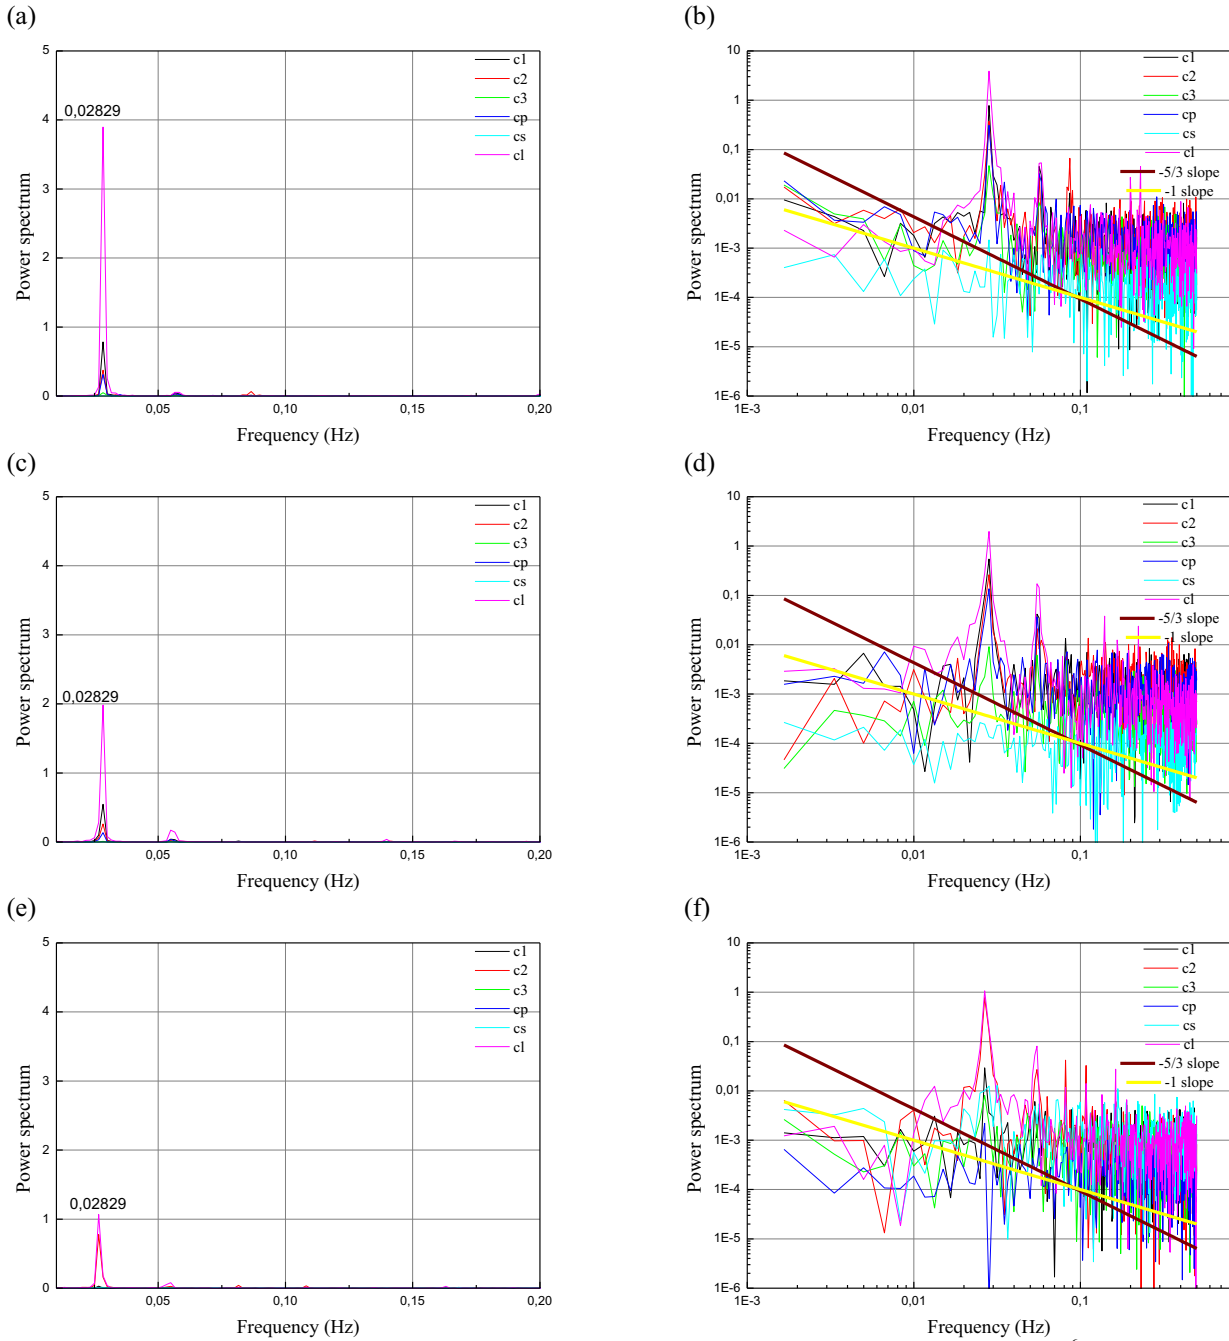 (a)
5
4
3
2
1
0
0,05
0,10
0,15
0,20
0,02829
c1
c2
c3
cp
cs
cl
Power spectrum
Frequency (Hz)
(b)
10
1
0,1
0,01
1E-3
1E-4
1E-5
1E-6
1E-3
0,01
0,1
c1
c2
c3
cp
cs
cl
-5/3 slope
-1 slope
Power spectrum
Frequency (Hz)
(c)
5
4
3
2
1
0
0,05
0,10
0,15
0,20
0,02829
c1
c2
c3
cp
cs
cl
Power spectrum
Frequency (Hz)
(d)
10
1
0,1
0,01
1E-3
1E-4
1E-5
1E-6
1E-3
0,01
0,1
c1
c2
c3
cp
cs
cl
-5/3 slope
-1 slope
Power spectrum
Frequency (Hz)
(e)
5
4
3
2
1
0
0,05
0,10
0,15
0,20
0,02829
c1
c2
c3
cp
cs
cl
Power spectrum
Frequency (Hz)
(f)
10
1
0,1
0,01
1E-3
1E-4
1E-5
1E-6
1E-3
0,01
0,1
c1
c2
c3
cp
cs
cl
-5/3 slope
-1 slope
Power spectrum
Frequency (Hz)